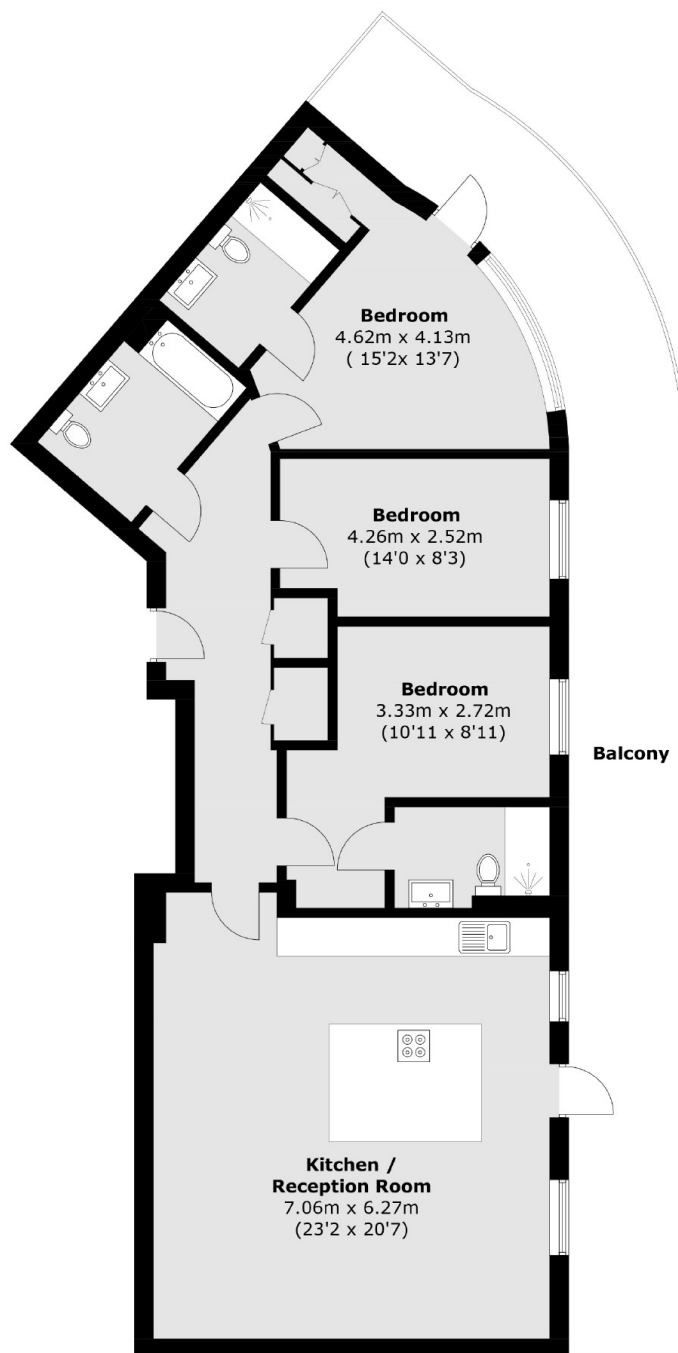 Bedroom
4.62m x 4.13m
( 15'2x 13'7)
Bedroom
4.26m x 2.52m
(14'0 x 8'3)
Bedroom
3.33m x 2.72m
(10'11 x 8'11)
Balcony
Kitchen /
Reception Room
7.06m x 6.27m
(23'2 x 20'7)